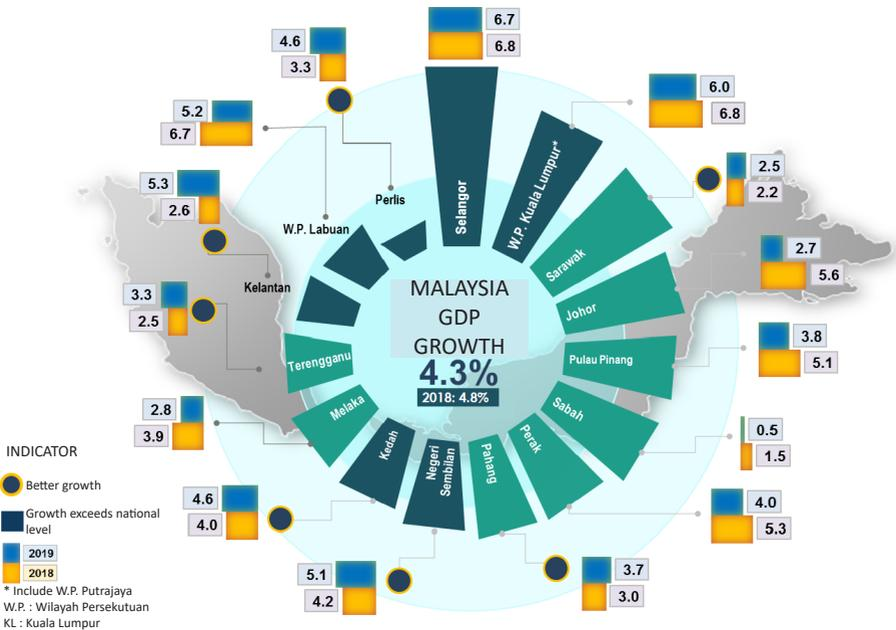 6.7
6.8
4.6
3.3
6.0
6.8
5.2
6.7
2.5
2.2
5.3
2.6
Perlis
W.P. Labuan
Selangor
W.P. Kuala Lumpur*
Sarawak
2.7
5.6
Kelantan
3.3
2.5
MALAYSIA
GDP
GROWTH
4.3%
2018: 4.8%
Johor
Pulau Pinang
3.8
5.1
Terengganu
Melaka
Kedah
Negeri
Sembilan
Pahang
Perak
Sabah
2.8
3.9
0.5
1.5
INDICATOR
Better growth
Growth exceeds national
level
2019
2018
* Include W.P. Putrajaya
W.P. : Wilayah Persekutuan
KL : Kuala Lumpur
4.6
4.0
4.0
5.3
5.1
4.2
3.7
3.0